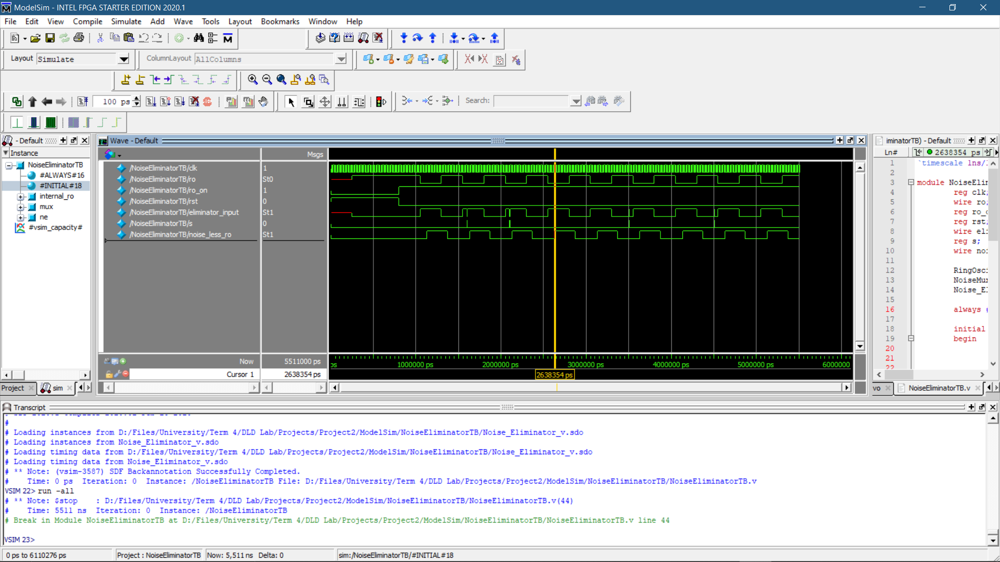 ModelSim - INTEL FPGA STARTER EDITION 2020.1
File Edit View Compile Simulate Add Wave Tools Layout Bookmarks Window Help
Layout Simulate ColumnLayout AllColumns
100 ps Search:
- Default
Instance
NoiseEliminatorTB
#ALWAYS#16
#INITIAL#18
internal_ro
mux
ne
#vsim_capacity#
Project sim
Wave - Default
Msgs
/NoiseEliminatorTB/clk 1
/NoiseEliminatorTB/ro St0
/NoiseEliminatorTB/ro_on 1
/NoiseEliminatorTB/rst 0
/NoiseEliminatorTB/eliminator_input St1
/NoiseEliminatorTB/s 0
/NoiseEliminatorTB/noise_less_ro St1
Now 5511000 ps
ps 1000000 ps 2000000 ps 3000000 ps 4000000 ps 5000000 ps 6000000
Cursor 1 2638354 ps
2638354 ps
iminatorTB) - Default
Ln# 2638354 ps
1 `timescale 1ns/1
2
3 module NoiseElim
4 reg clk;
5 wire ro;
6 reg ro_o
7 reg rst;
8 wire eli
9 reg s;
10 wire noi
11
12 RingOsci
13 NoiseMu
14 Noise_El
15
16 always #
17
18 initial
19 begin
20
21
22
vo NoiseEliminatorTB.v
Transcript
#
# Loading instances from D:/Files/University/Term 4/DLD Lab/Projects/Project2/ModelSim/NoiseEliminatorTB/Noise_Eliminator_v.sdo
# Loading instances from Noise_Eliminator_v.sdo
# Loading timing data from D:/Files/University/Term 4/DLD Lab/Projects/Project2/ModelSim/NoiseEliminatorTB/Noise_Eliminator_v.sdo
# Loading timing data from Noise_Eliminator_v.sdo
# ** Note: (vsim-3587) SDF Backannotation Successfully Completed.
# Time: 0 ps Iteration: 0 Instance: /NoiseEliminatorTB File: D:/Files/University/Term 4/DLD Lab/Projects/Project2/ModelSim/NoiseEliminatorTB/NoiseEliminatorTB.v
VSIM 22> run -all
# ** Note: $stop : D:/Files/University/Term 4/DLD Lab/Projects/Project2/ModelSim/NoiseEliminatorTB/NoiseEliminatorTB.v(44)
# Time: 5511 ns Iteration: 0 Instance: /NoiseEliminatorTB
# Break in Module NoiseEliminatorTB at D:/Files/University/Term 4/DLD Lab/Projects/Project2/ModelSim/NoiseEliminatorTB/NoiseEliminatorTB.v line 44
VSIM 23>
0 ps to 6110276 ps Project : NoiseEliminatorTB Now: 5,511 ns Delta: 0 sim:/NoiseEliminatorTB/#INITIAL#18